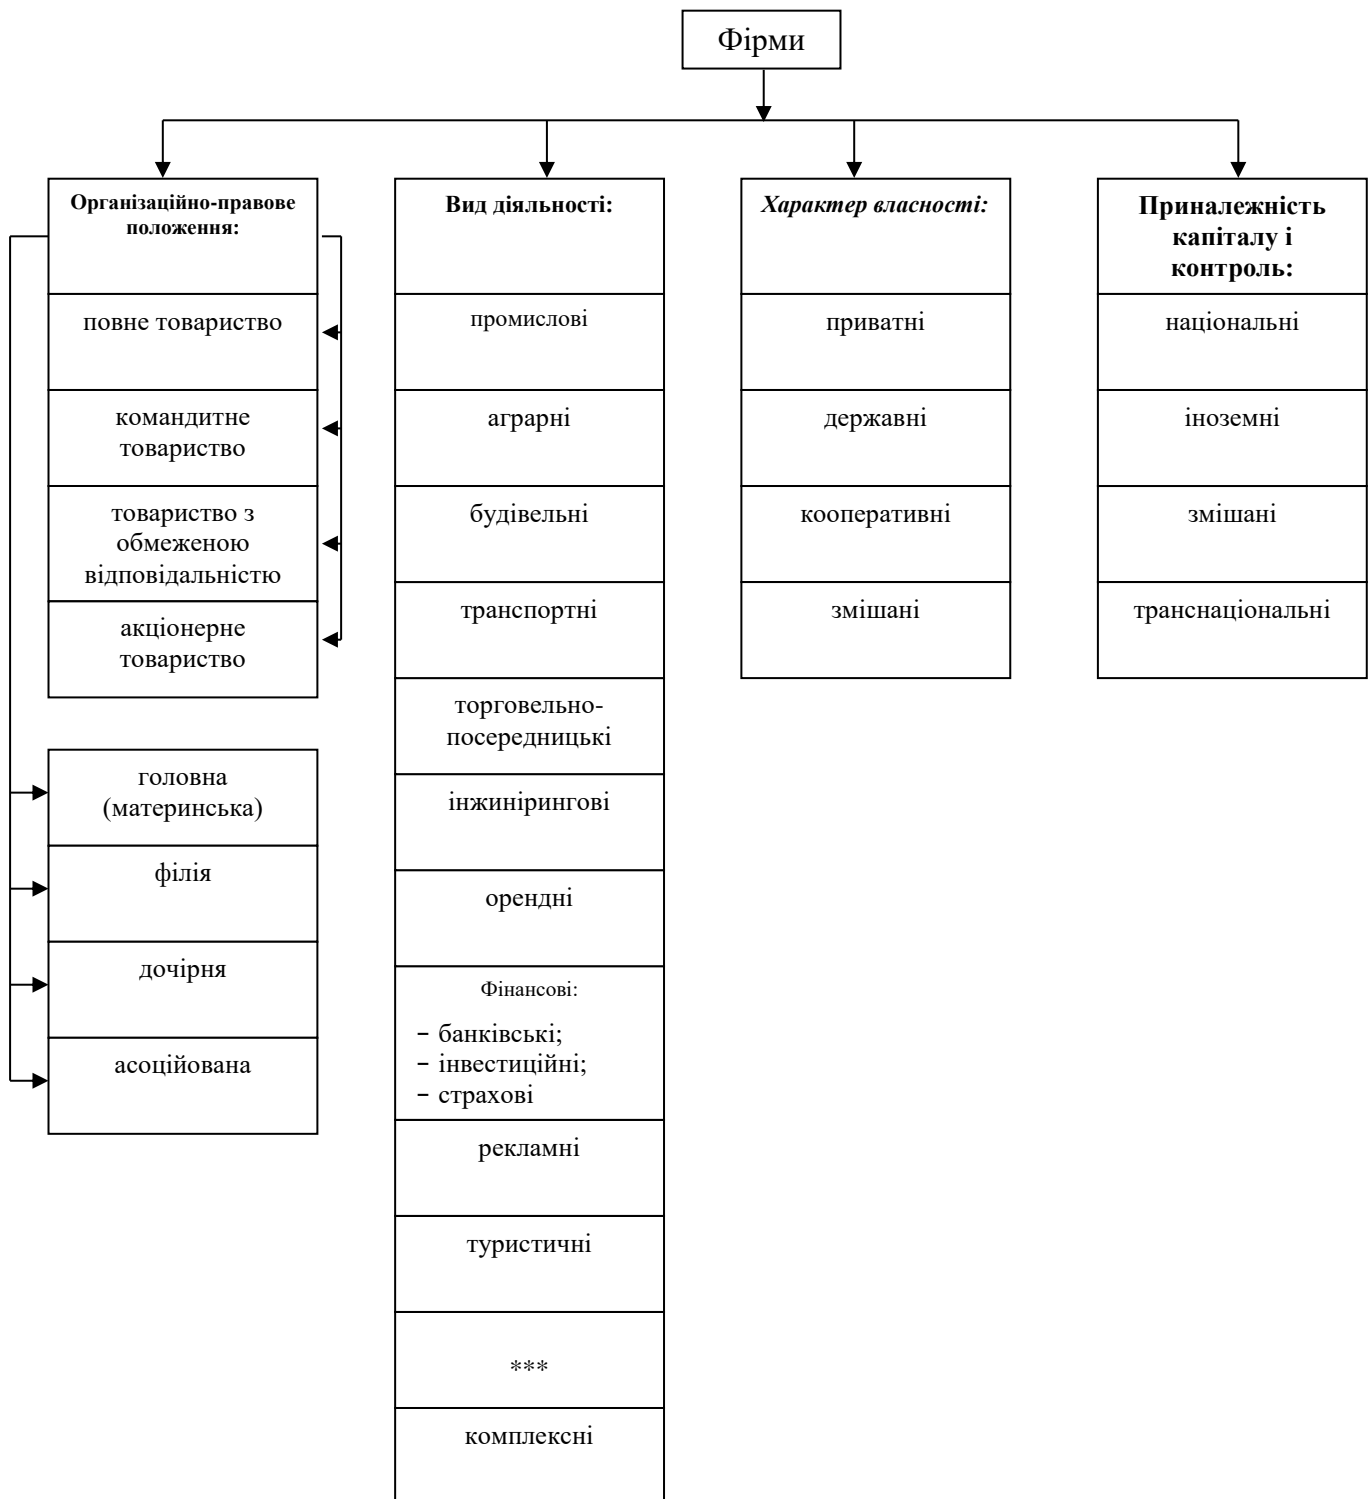 Фірми
Організаційно-правове
положення:
повне товариство
командитне
товариство
товариство з
обмеженою
відповідальністю
акціонерне
товариство
головна
(материнська)
філія
дочірня
асоційована
Вид діяльності:
промислові
аграрні
будівельні
транспортні
торговельно-
посередницькі
інжинірингові
орендні
Фінансові:
− банківські;
− інвестиційні;
− страхові
рекламні
туристичні
***
комплексні
Характер власності:
приватні
державні
кооперативні
змішані
Приналежність
капіталу і
контроль:
національні
іноземні
змішані
транснаціональні